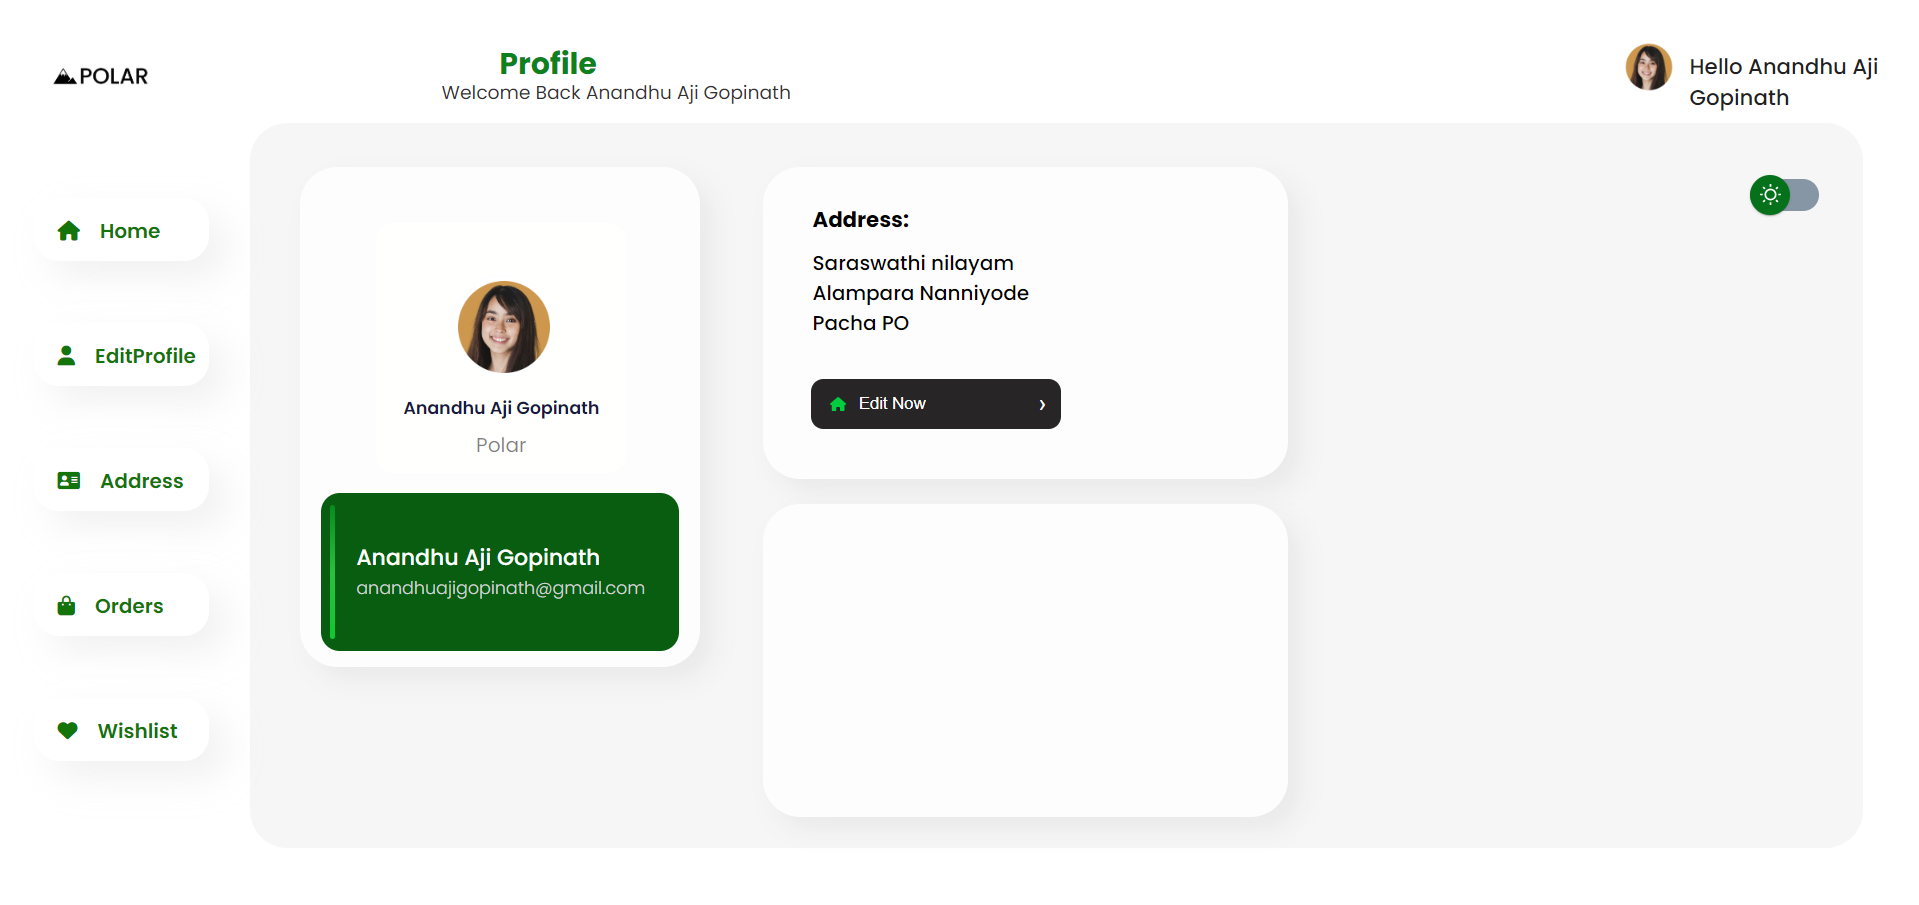 POLAR
Profile
Welcome Back Anandhu Aji Gopinath
Hello Anandhu Aji
Gopinath
Home
EditProfile
Address
Orders
Wishlist
Anandhu Aji Gopinath
Polar
Anandhu Aji Gopinath
anandhuajigopinath@gmail.com
Address:
Saraswathi nilayam
Alampara Nanniyode
Pacha PO
Edit Now ›